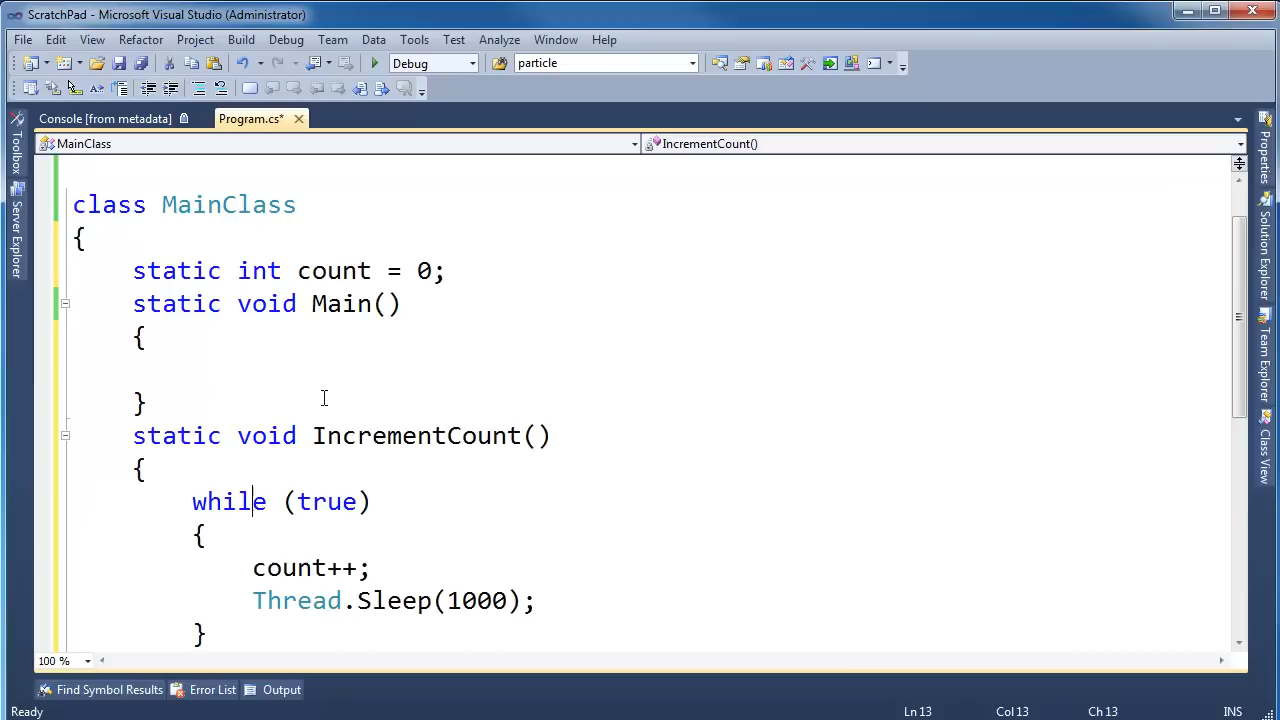 ScratchPad - Microsoft Visual Studio (Administrator)
File Edit View Refactor Project Build Debug Team Data Tools Test Analyze Window Help
Debug particle
Console [from metadata] Program.cs*
MainClass IncrementCount()
class MainClass
{
static int count = 0;
static void Main()
{
}
static void IncrementCount()
{
while (true)
{
count++;
Thread.Sleep(1000);
}
Toolbox
Server Explorer
Properties
Solution Explorer
Team Explorer
Class View
100 %
Find Symbol Results Error List Output
Ready Ln 13 Col 13 Ch 13 INS